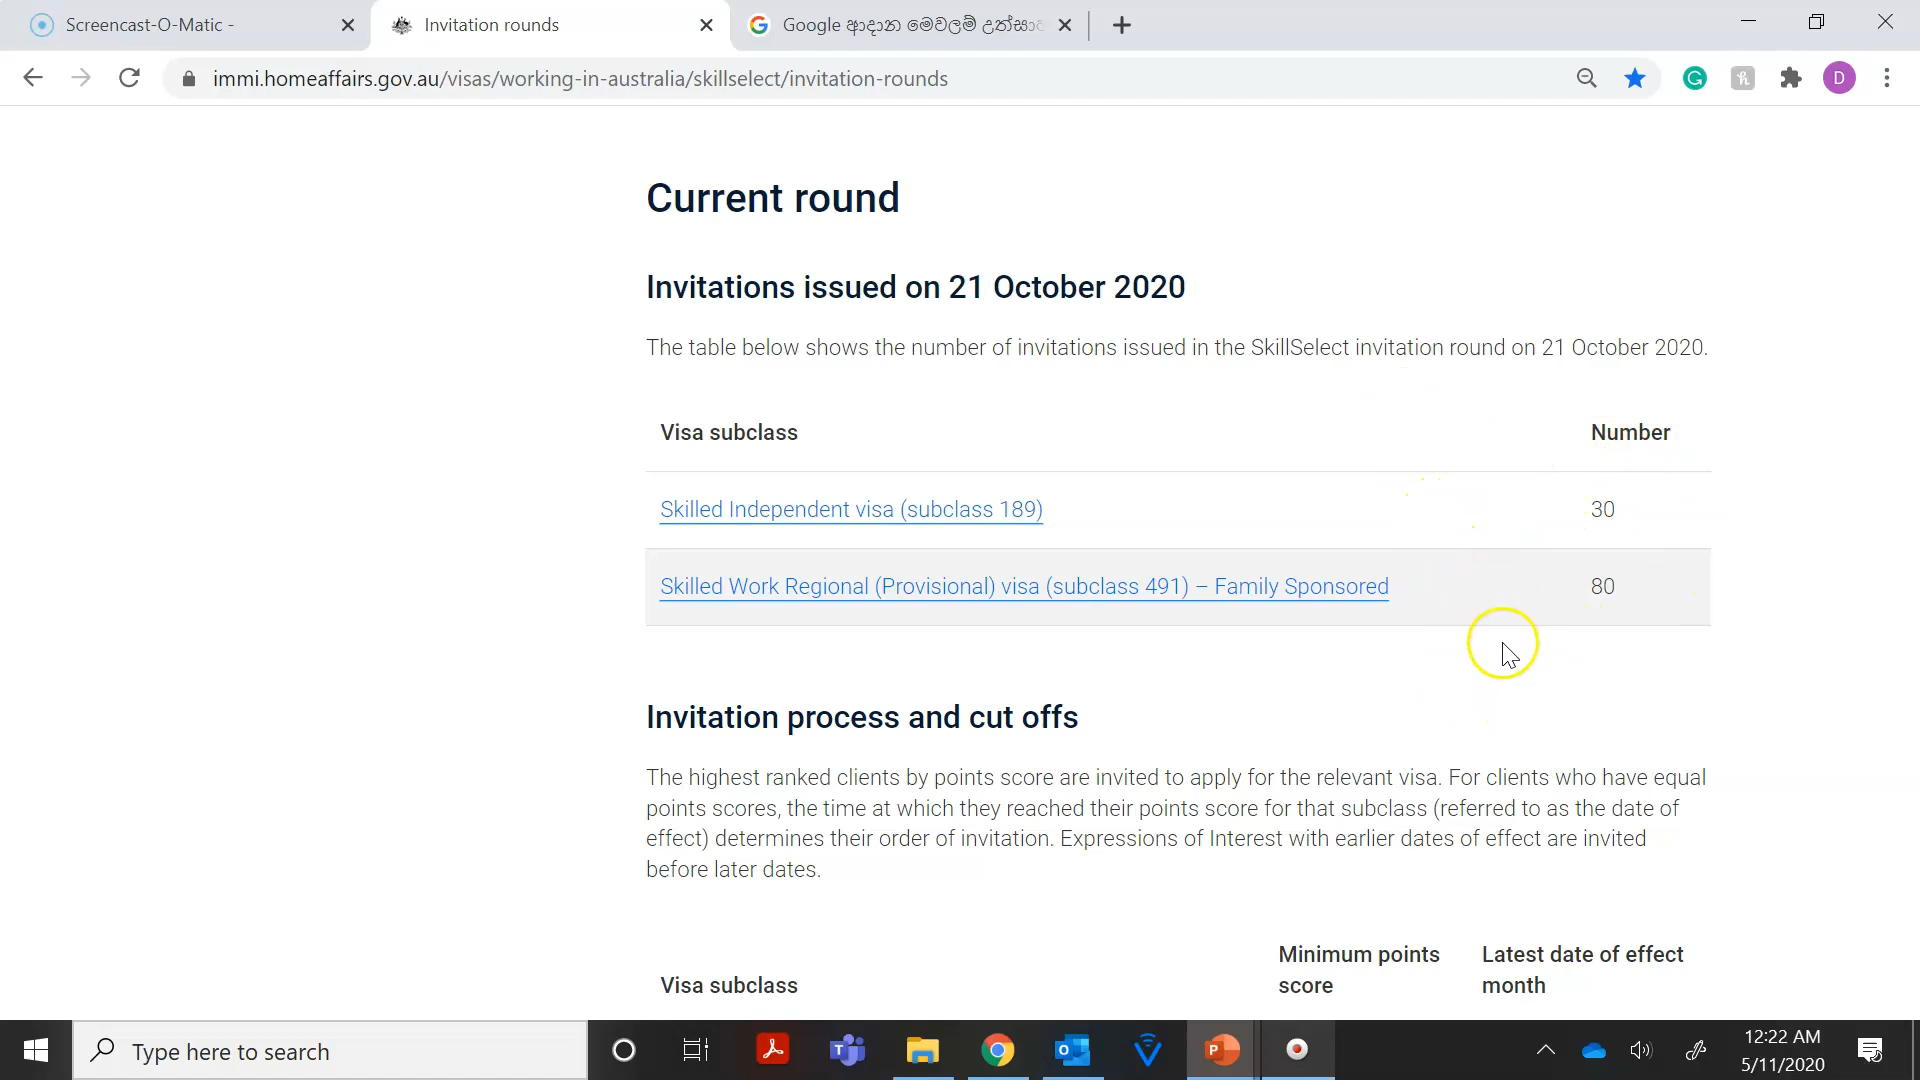 Screencast-O-Matic -
Invitation rounds
Google ආදාන මෙවලම් උත්සාහ
immi.homeaffairs.gov.au/visas/working-in-australia/skillselect/invitation-rounds
D
Current round
Invitations issued on 21 October 2020
The table below shows the number of invitations issued in the SkillSelect invitation round on 21 October 2020.
Visa subclass Number
Skilled Independent visa (subclass 189) 30
Skilled Work Regional (Provisional) visa (subclass 491) – Family Sponsored 80
Invitation process and cut offs
The highest ranked clients by points score are invited to apply for the relevant visa. For clients who have equal
points scores, the time at which they reached their points score for that subclass (referred to as the date of
effect) determines their order of invitation. Expressions of Interest with earlier dates of effect are invited
before later dates.
Visa subclass
Minimum points
score
Latest date of effect
month
Type here to search
12:22 AM
5/11/2020